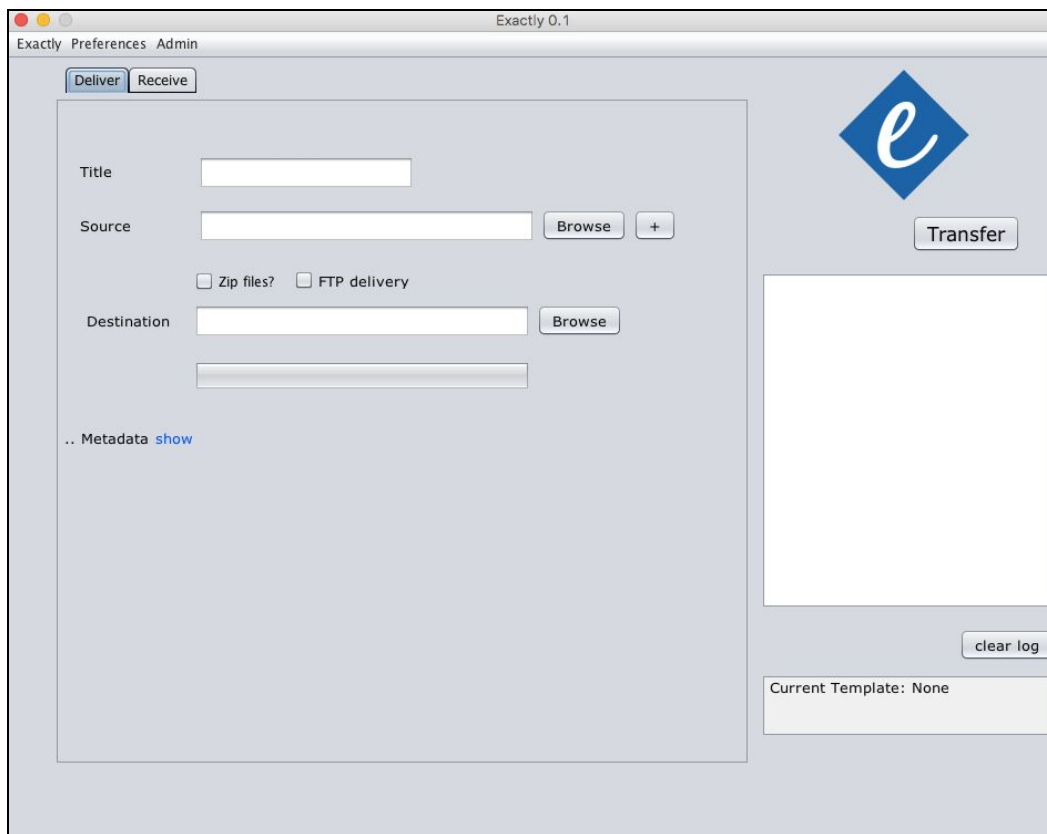 Exactly 0.1
Exactly Preferences Admin
Deliver Receive
e
Title
Source Browse +
Transfer
Zip files? FTP delivery
Destination Browse
.. Metadata show
clear log
Current Template: None